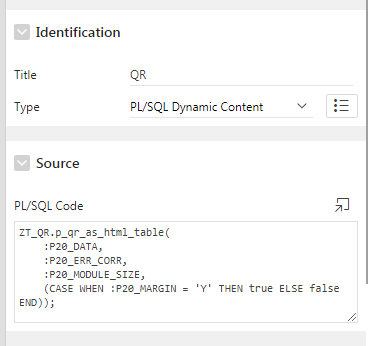 Identification
Title QR
Type PL/SQL Dynamic Content
Source
PL/SQL Code
ZT_QR.p_qr_as_html_table(
    :P20_DATA,
    :P20_ERR_CORR,
    :P20_MODULE_SIZE,
    (CASE WHEN :P20_MARGIN = 'Y' THEN true ELSE false
END));